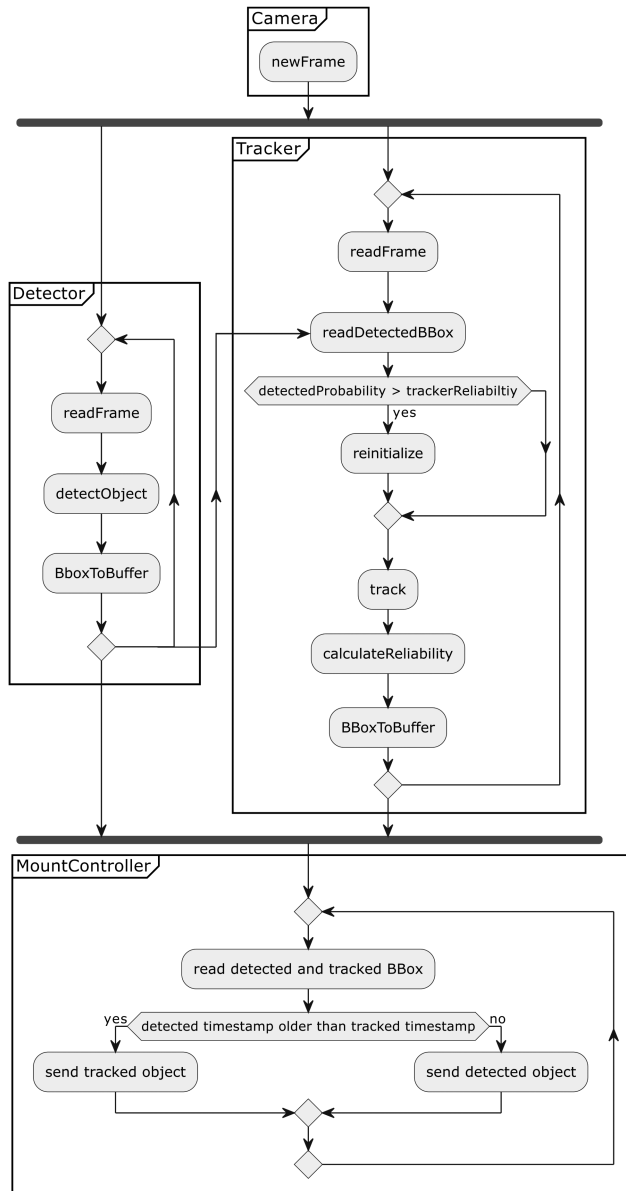 Camera
newFrame
Tracker
readFrame
Detector
readDetectedBBox
detectedProbability > trackerReliabiltiy
yes
readFrame
reinitialize
detectObject
BboxToBuffer
track
calculateReliability
BBoxToBuffer
MountController
read detected and tracked BBox
yes
detected timestamp older than tracked timestamp
no
send tracked object
send detected object